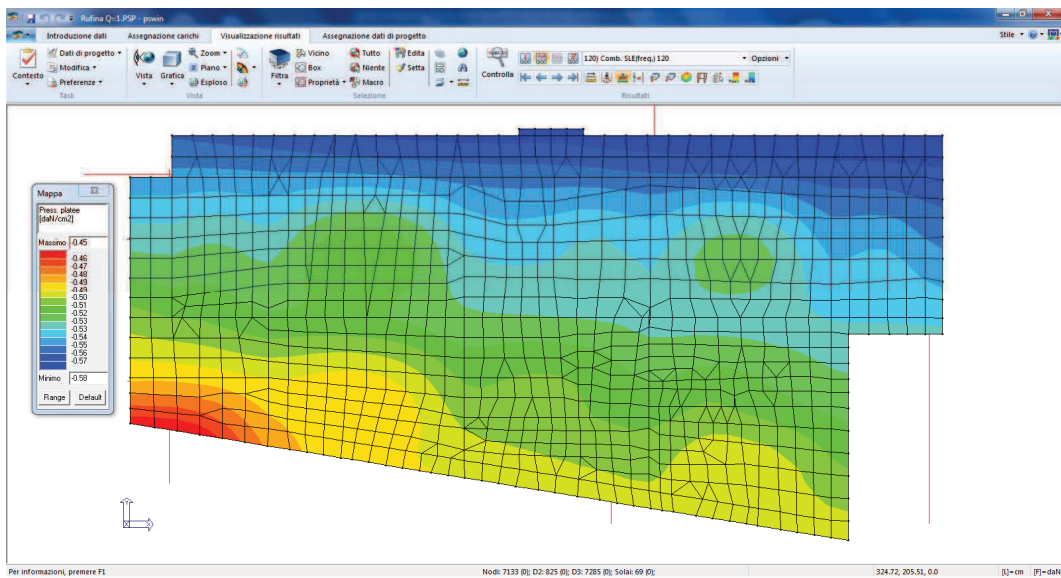 Rufina Q=1.PSP - pswin
Introduzione dati Assegnazione carichi Visualizzazione risultati Assegnazione dati di progetto Stile
Contesto
Dati di progetto
Modifica
Preferenze
Task
Vista
Grafica
Zoom
Piano
Esploso
Vista
Filtra
Vicino
Box
Proprietà
Tutto
Niente
Macro
Edita
Setta
Selezione
Controlla
120) Comb. SLE(freq.) 120
Opzioni
Risultati
Mappa
Press. platee
[daN/cm2]
Massimo -0.45
-0.46
-0.47
-0.48
-0.49
-0.49
-0.50
-0.51
-0.52
-0.53
-0.53
-0.54
-0.55
-0.56
-0.57
Minimo -0.58
Range Default
Per informazioni, premere F1
Nodi: 7133 (0); D2: 825 (0); D3: 7285 (0); Solai: 69 (0);
324.72, 205.51, 0.0
[L]=cm
[F]=daN